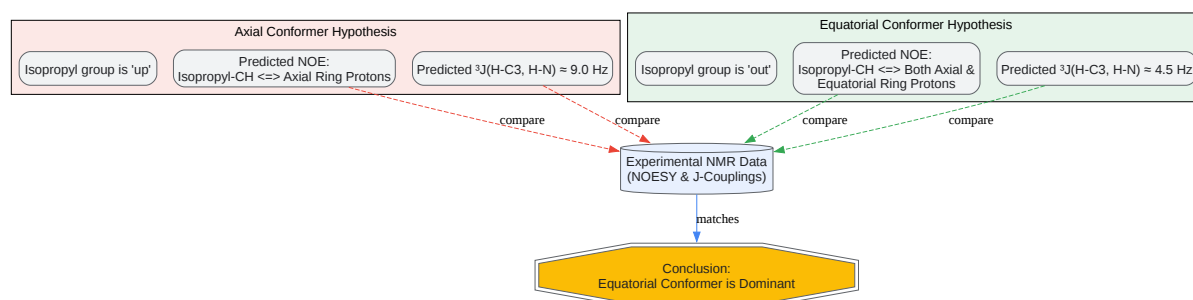 Axial Conformer Hypothesis
Isopropyl group is 'up'
Predicted NOE:
Isopropyl-CH <=> Axial Ring Protons
Predicted ³J(H-C3, H-N) ≈ 9.0 Hz
Equatorial Conformer Hypothesis
Isopropyl group is 'out'
Predicted NOE:
Isopropyl-CH <=> Both Axial &
Equatorial Ring Protons
Predicted ³J(H-C3, H-N) ≈ 4.5 Hz
compare
compare
compare
compare
Experimental NMR Data
(NOESY & J-Couplings)
matches
Conclusion:
Equatorial Conformer is Dominant